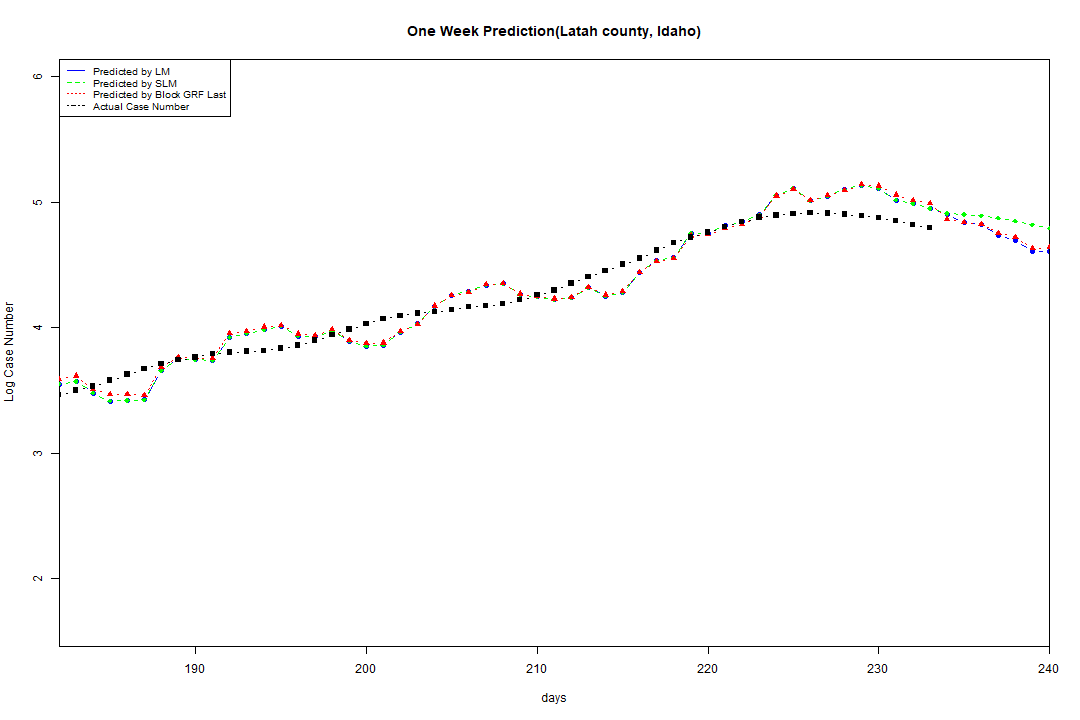 One Week Prediction(Latah county, Idaho)
Predicted by LM
Predicted by SLM
Predicted by Block GRF Last
Actual Case Number
6
5
4
3
2
Log Case Number
190
200
210
220
230
240
days